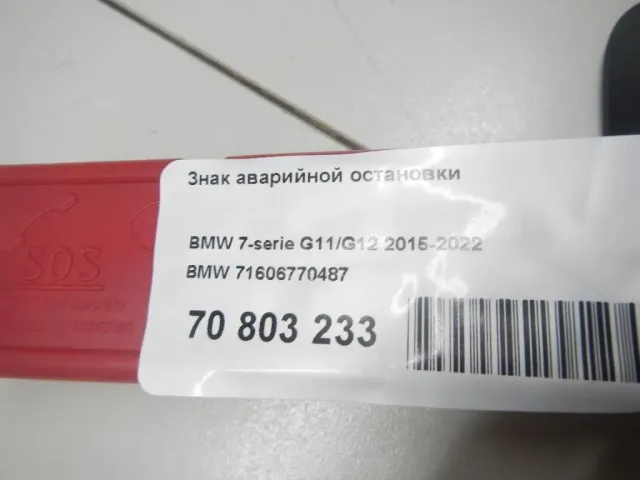 Знак аварийной остановки
BMW 7-serie G11/G12 2015-2022
BMW 71606770487
70 803 233
SOS